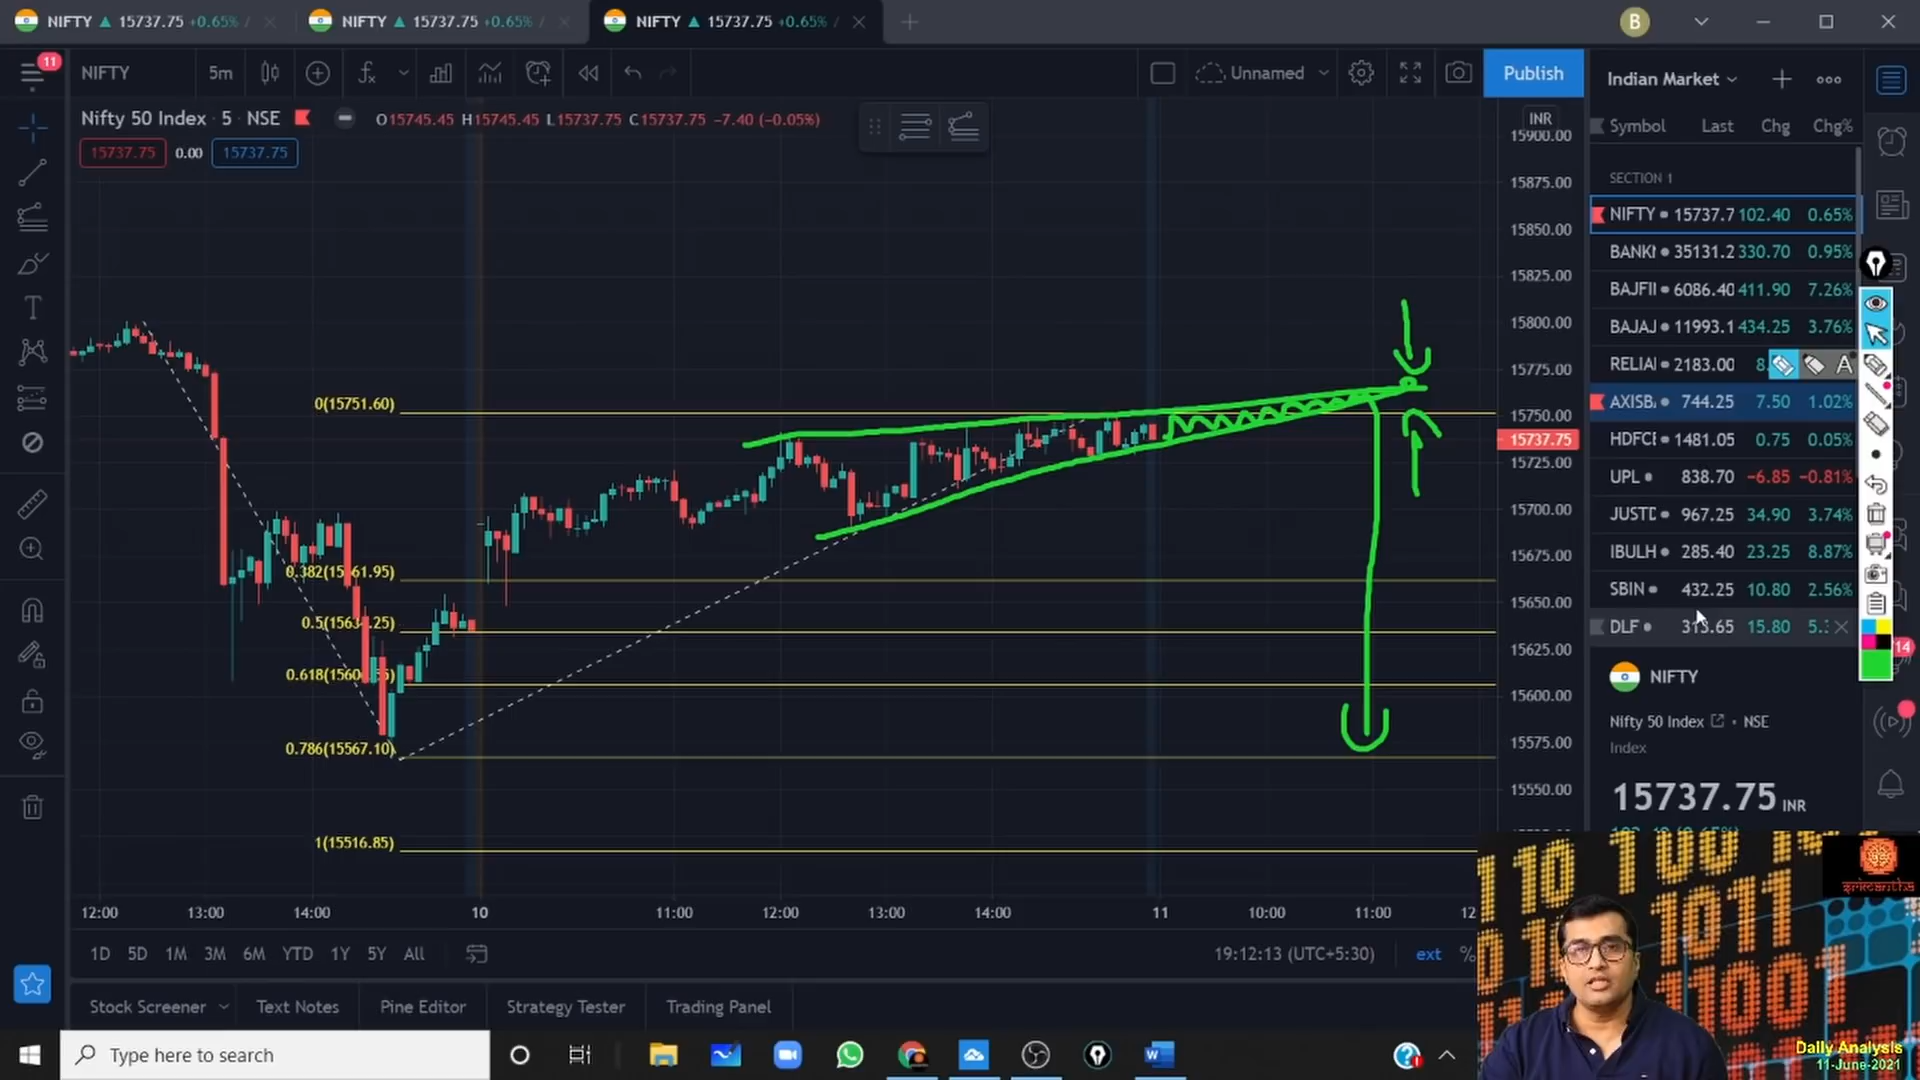 NIFTY ▲ 15737.75 +0.65% /
NIFTY ▲ 15737.75 +0.65% /
NIFTY ▲ 15737.75 +0.65% /
B
11
NIFTY
5m
Unnamed
Publish
Indian Market
Nifty 50 Index · 5 · NSE
O15745.45 H15745.45 L15737.75 C15737.75 −7.40 (−0.05%)
15737.75 0.00 15737.75
INR
15900.00
15875.00
15850.00
15825.00
15800.00
15775.00
15750.00
15737.75
15725.00
15700.00
15675.00
15650.00
15625.00
15600.00
15575.00
15550.00
0(15751.60)
0.5(
0.618(
0.786(15567.10)
1(15516.85)
12:00
13:00
14:00
10
11:00
12:00
13:00
14:00
11
10:00
11:00
12
1D 5D 1M 3M 6M YTD 1Y 5Y All
19:12:13 (UTC+5:30)
ext %
Stock Screener
Text Notes
Pine Editor
Strategy Tester
Trading Panel
Symbol Last Chg Chg%
SECTION 1
NIFTY 15737.7 102.40 0.65%
BANKI 35131.2 330.70 0.95%
BAJFII 6086.40 411.90 7.26%
BAJAJ 11993.1 434.25 3.76%
RELIAI 2183.00 8.
A
AXISB 744.25 7.50 1.02%
HDFCE 1481.05 0.75 0.05%
UPL 838.70 −6.85 −0.81%
JUSTD 967.25 34.90 3.74%
IBULH 285.40 23.25 8.87%
SBIN 432.25 10.80 2.56%
DLF 15.80
14
NIFTY
Nifty 50 Index • NSE
Index
15737.75 INR
Type here to search
srimantha
Daily Analysis
11-June-2021